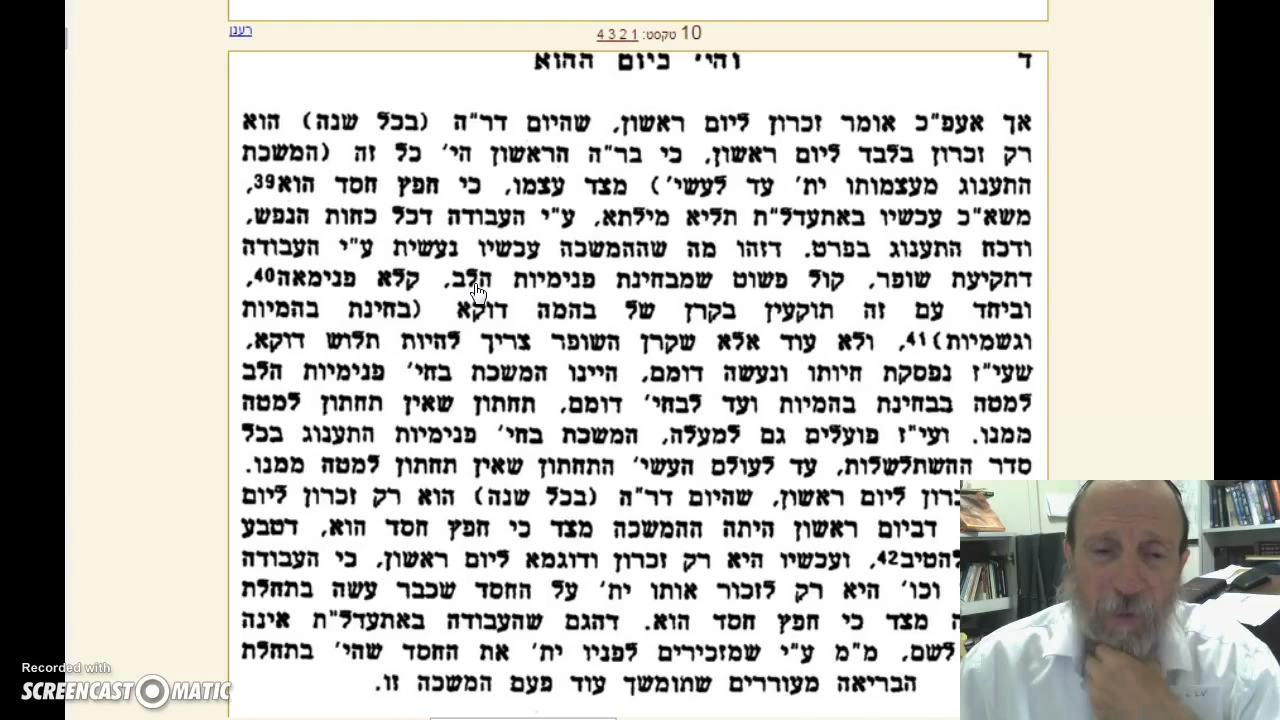 רענן
10 טקסט: 1 2 3 4
ד והי׳ ביום ההוא
אך אעפ"כ אומר זכרון ליום ראשון, שהיום דר"ה (בכל שנה) הוא
רק זכרון בלבד ליום ראשון, כי בר"ה הראשון הי׳ כל זה (המשכת
התענוג מעצמותו ית׳ עד לעשי׳) מצד עצמו, כי חפץ חסד הוא39,
משא"כ עכשיו באתעדל"ת תליא מילתא, ע"י העבודה דכל כחות הנפש,
ודכח התענוג בפרט. דזהו מה שההמשכה עכשיו נעשית ע"י העבודה
דתקיעת שופר, קול פשוט שמבחינת פנימיות הלב, קלא פנימאה40,
וביחד עם זה תוקעין בקרן של בהמה דוקא (בחינת בהמיות
וגשמיות)41, ולא עוד אלא שקרן השופר צריך להיות תלוש דוקא,
שעי"ז נפסקת חיותו ונעשה דומם, היינו המשכת בחי׳ פנימיות הלב
למטה בבחינת בהמיות ועד לבחי׳ דומם, תחתון שאין תחתון למטה
ממנו. ועי"ז פועלים גם למעלה, המשכת בחי׳ פנימיות התענוג בכל
סדר ההשתלשלות, עד לעולם העשי׳ התחתון שאין תחתון למטה ממנו.
כרון ליום ראשון, שהיום דר"ה (בכל שנה) הוא רק זכרון ליום
דביום ראשון היתה ההמשכה מצד כי חפץ חסד הוא, דטבע
להטיב42, ועכשיו היא רק זכרון ודוגמא ליום ראשון, כי העבודה
וכו׳ היא רק לזכור אותו ית׳ על החסד שכבר עשה בתחלת
ה מצד כי חפץ חסד הוא. דהגם שהעבודה באתעדל"ת אינה
לשם, מ"מ ע"י שמזכירים לפניו ית׳ את החסד שהי׳ בתחלת
הבריאה מעוררים שתומשך עוד פעם המשכה זו.
Recorded with
SCREENCAST O MATIC